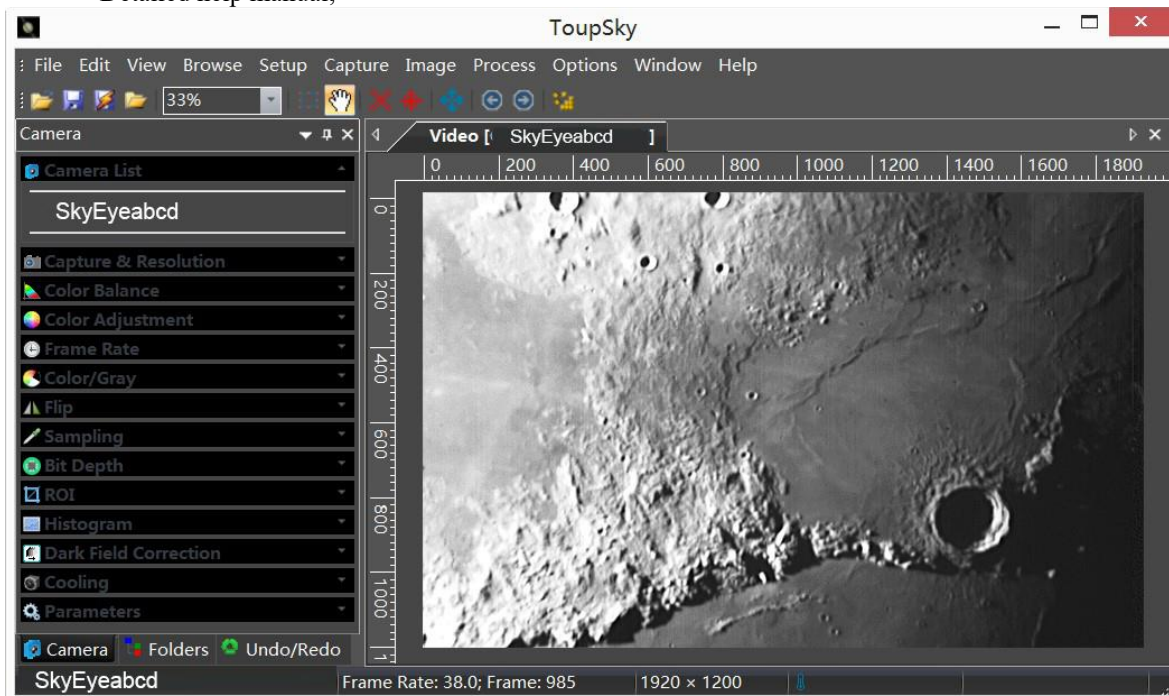 Detailed help manual;
ToupSky
File Edit View Browse Setup Capture Image Process Options Window Help
33%
Camera
Video [ SkyEyeabcd ]
0 200 400 600 800 1000 1200 1400 1600 1800
Camera List
SkyEyeabcd
Capture & Resolution
Color Balance
Color Adjustment
Frame Rate
Color/Gray
Flip
Sampling
Bit Depth
ROI
Histogram
Dark Field Correction
Cooling
Parameters
0
200
400
600
800
1000
Camera Folders Undo/Redo
SkyEyeabcd Frame Rate: 38.0; Frame: 985 1920 × 1200